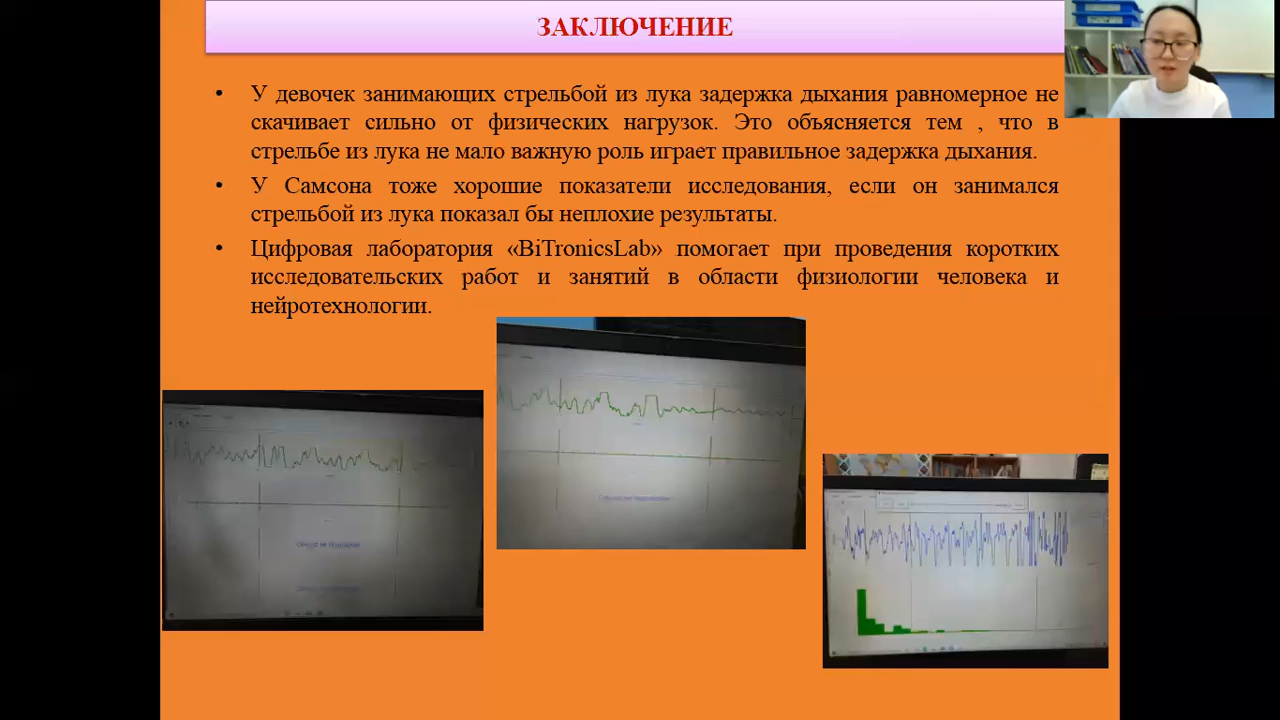 ЗАКЛЮЧЕНИЕ
• У девочек занимающих стрельбой из лука задержка дыхания равномерное не
скачивает сильно от физических нагрузок. Это объясняется тем , что в
стрельбе из лука не мало важную роль играет правильное задержка дыхания.
• У Самсона тоже хорошие показатели исследования, если он занимался
стрельбой из лука показал бы неплохие результаты.
• Цифровая лаборатория «BiTronicsLab» помогает при проведения коротких
исследовательских работ и занятий в области физиологии человека и
нейротехнологии.